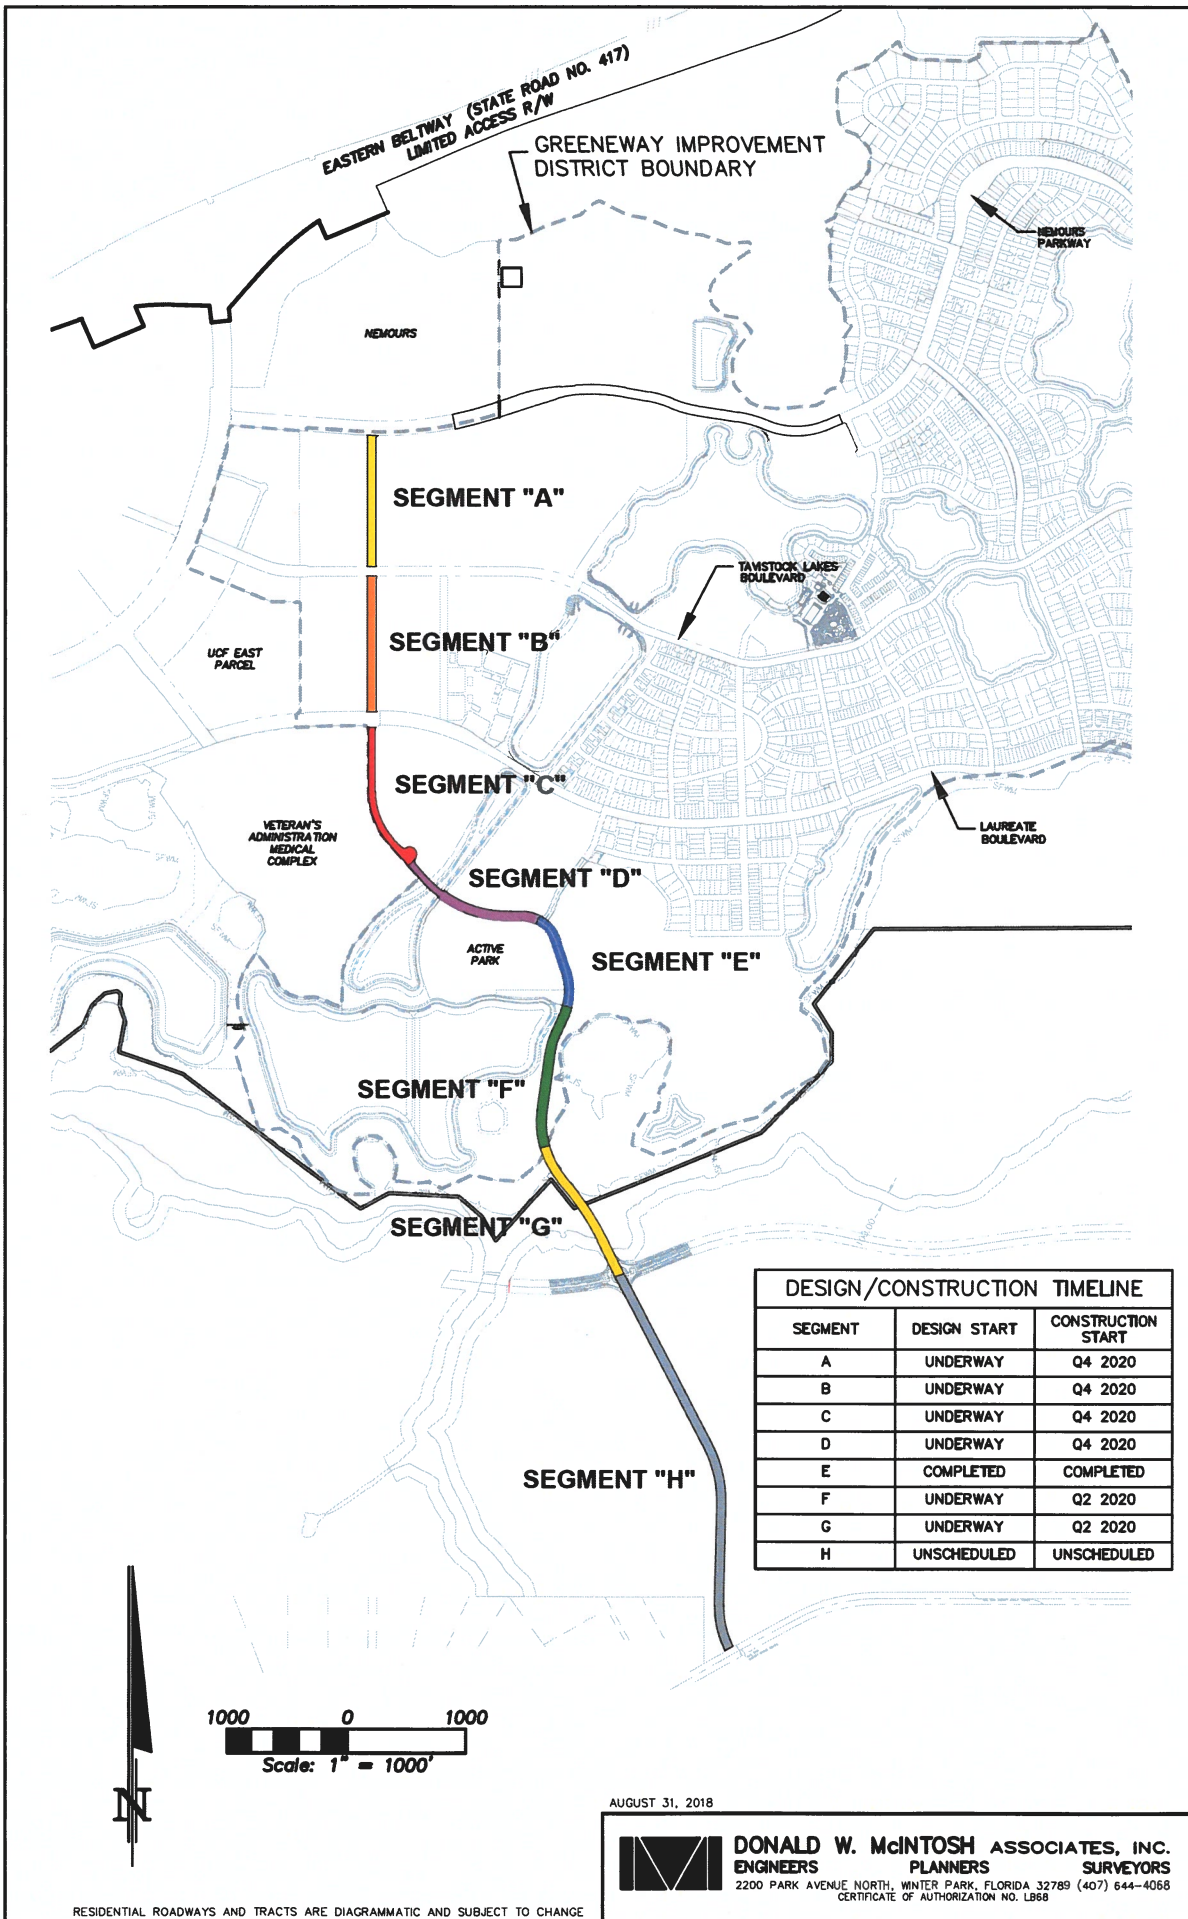 EASTERN BELTWAY (STATE ROAD NO. 417)
LIMITED ACCESS R/W
GREENEWAY IMPROVEMENT
DISTRICT BOUNDARY
NEMOURS
PARKWAY
NEMOURS
SEGMENT "A"
TAVISTOCK LAKES
BOULEVARD
SEGMENT "B"
UCF EAST
PARCEL
SEGMENT "C"
VETERAN'S
ADMINISTRATION
MEDICAL
COMPLEX
LAUREATE
BOULEVARD
SEGMENT "D"
ACTIVE
PARK
SEGMENT "E"
SEGMENT "F"
SEGMENT "G"
DESIGN/CONSTRUCTION TIMELINE
SEGMENT DESIGN START CONSTRUCTION START
A UNDERWAY Q4 2020
B UNDERWAY Q4 2020
C UNDERWAY Q4 2020
D UNDERWAY Q4 2020
E COMPLETED COMPLETED
F UNDERWAY Q2 2020
G UNDERWAY Q2 2020
H UNSCHEDULED UNSCHEDULED
SEGMENT "H"
1000 0 1000
Scale: 1" = 1000'
N
AUGUST 31, 2018
DONALD W. McINTOSH ASSOCIATES, INC.
ENGINEERS PLANNERS SURVEYORS
2200 PARK AVENUE NORTH, WINTER PARK, FLORIDA 32789 (407) 644-4068
CERTIFICATE OF AUTHORIZATION NO. LB68
RESIDENTIAL ROADWAYS AND TRACTS ARE DIAGRAMMATIC AND SUBJECT TO CHANGE